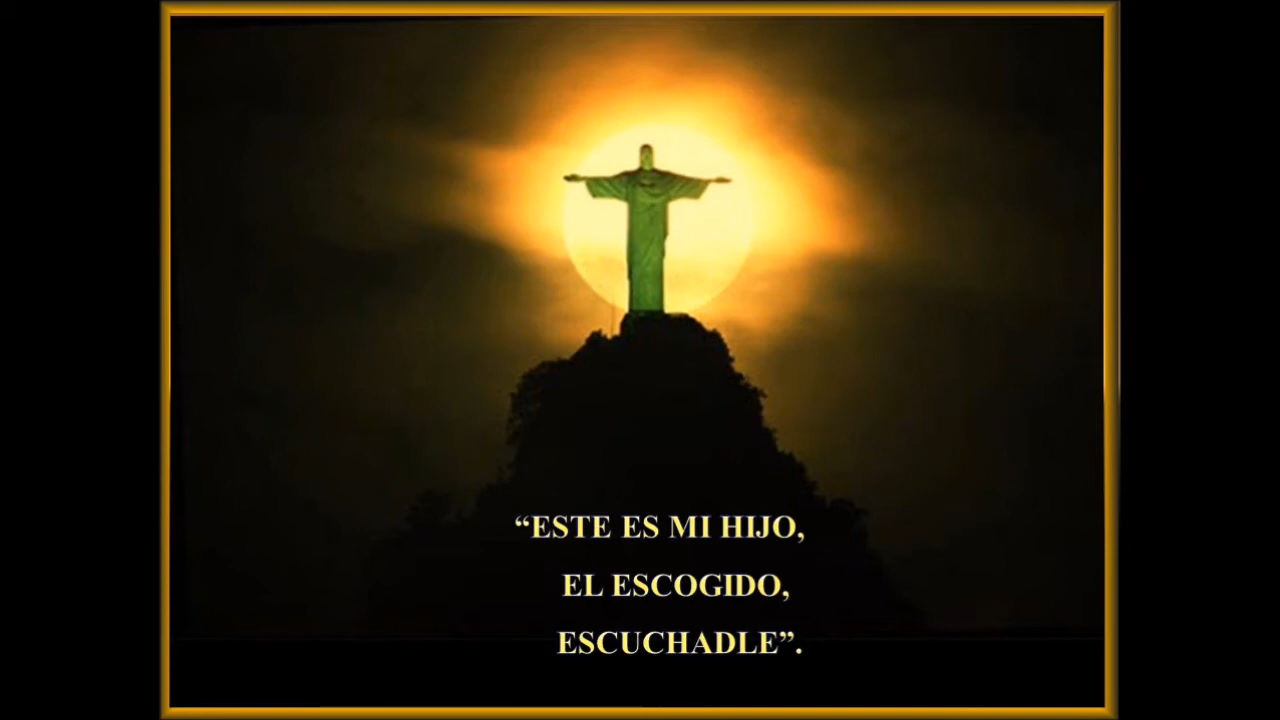 “ESTE ES MI HIJO,
EL ESCOGIDO,
ESCUCHADLE”.